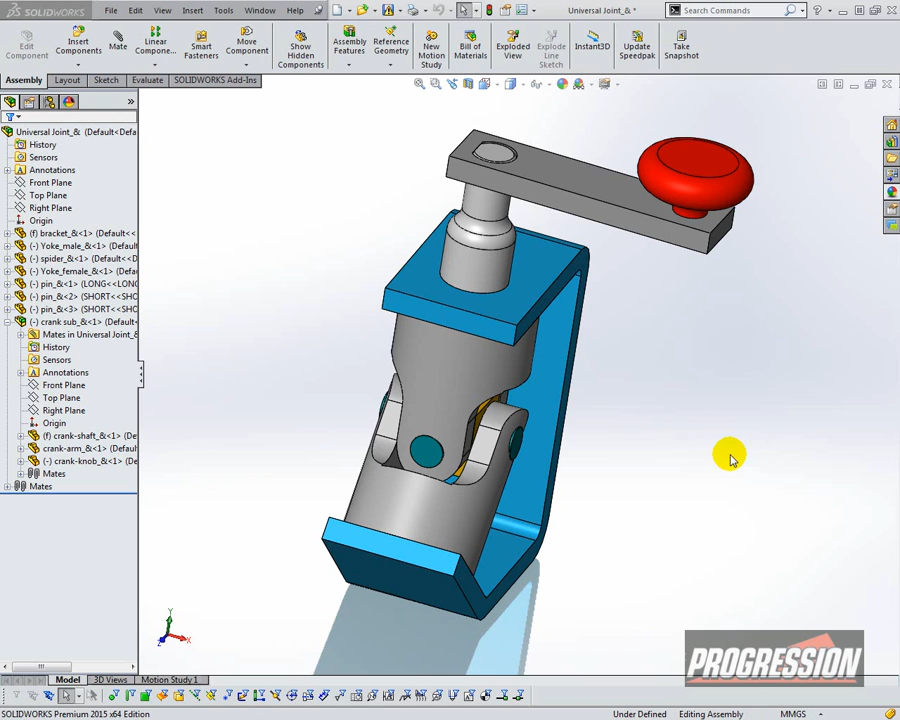 SOLIDWORKS File Edit View Insert Tools Window Help Universal Joint_& * Search Commands
Edit Component
Insert Components
Mate
Linear Compone...
Smart Fasteners
Move Component
Show Hidden Components
Assembly Features
Reference Geometry
New Motion Study
Bill of Materials
Exploded View
Explode Line Sketch
Instant3D
Update Speedpak
Take Snapshot
Assembly Layout Sketch Evaluate SOLIDWORKS Add-Ins
Universal Joint_& (Default<Defa
History
Sensors
Annotations
Front Plane
Top Plane
Right Plane
Origin
(f) bracket_&<1> (Default<<
(-) Yoke_male_&<1> (Default
(-) spider_&<1> (Default<<D
(-) Yoke_female_&<1> (Defa
(-) pin_&<1> (LONG<<LONG
(-) pin_&<2> (SHORT<<SHO
(-) pin_&<3> (SHORT<<SHO
(-) crank sub_&<1> (Default
Mates in Universal Joint_&
History
Sensors
Annotations
Front Plane
Top Plane
Right Plane
Origin
(f) crank-shaft_&<1> (Def
crank-arm_&<1> (Default
(-) crank-knob_&<1> (Def
Mates
Mates
Y
X
Z
PROGRESSION
Model 3D Views Motion Study 1
SOLIDWORKS Premium 2015 x64 Edition Under Defined Editing Assembly MMGS